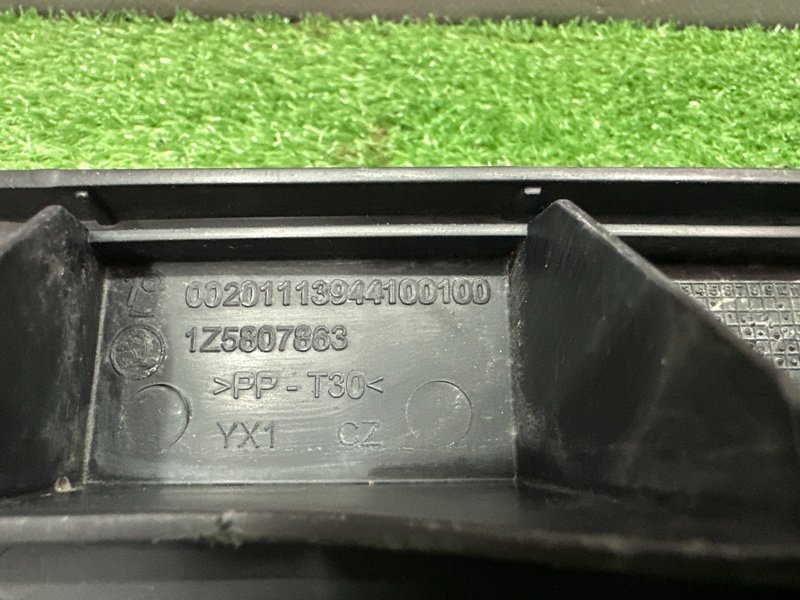 00201113944100100
1Z5807863
>PP - T30<
YX1 CZ